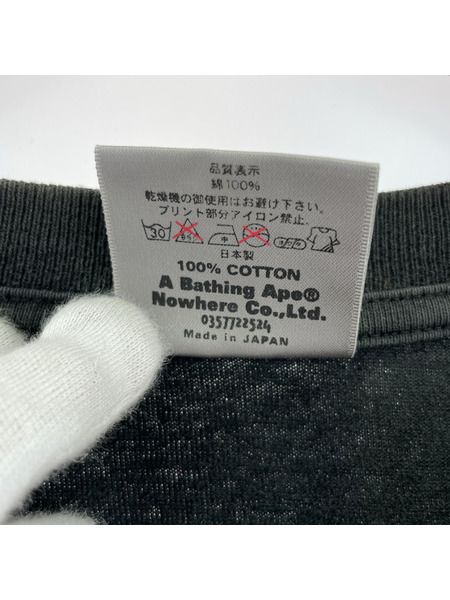 品質表示
綿100%
乾燥機の御使用はお避け下さい。
プリント部分アイロン禁止。
30 中
日本製
100% COTTON
A Bathing Ape®
Nowhere Co.,Ltd.
0357722524
Made in JAPAN